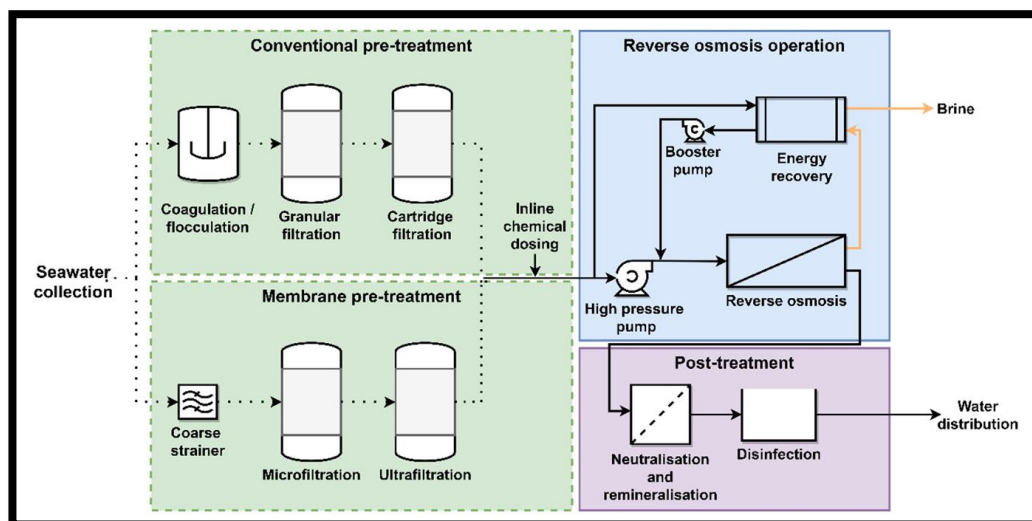 Conventional pre-treatment
Coagulation /
flocculation
Granular
filtration
Cartridge
filtration
Seawater
collection
Membrane pre-treatment
Coarse
strainer
Microfiltration
Ultrafiltration
Inline
chemical
dosing
Reverse osmosis operation
Booster
pump
Energy
recovery
Brine
High pressure
pump
Reverse osmosis
Post-treatment
Neutralisation
and
remineralisation
Disinfection
Water
distribution